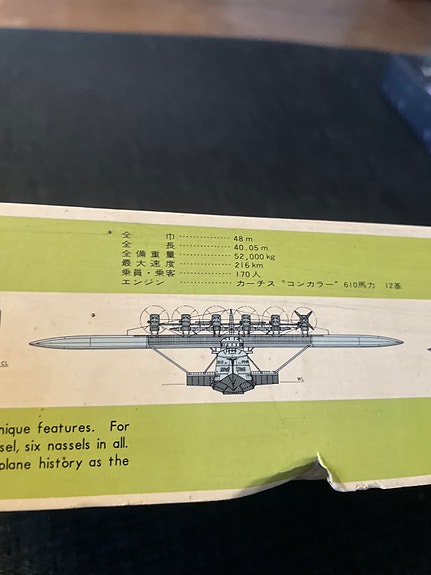 全 巾 ················ 48 m
全 長 ················ 40.05 m
全備重量 ················ 52,000 kg
最大速度 ················ 216 km
乗員・乗客 ················ 170人
エンジン ················ カーチス “コンカラー” 610馬力 12基
CL
WL
nique features. For
sel, six nassels in all.
plane history as the